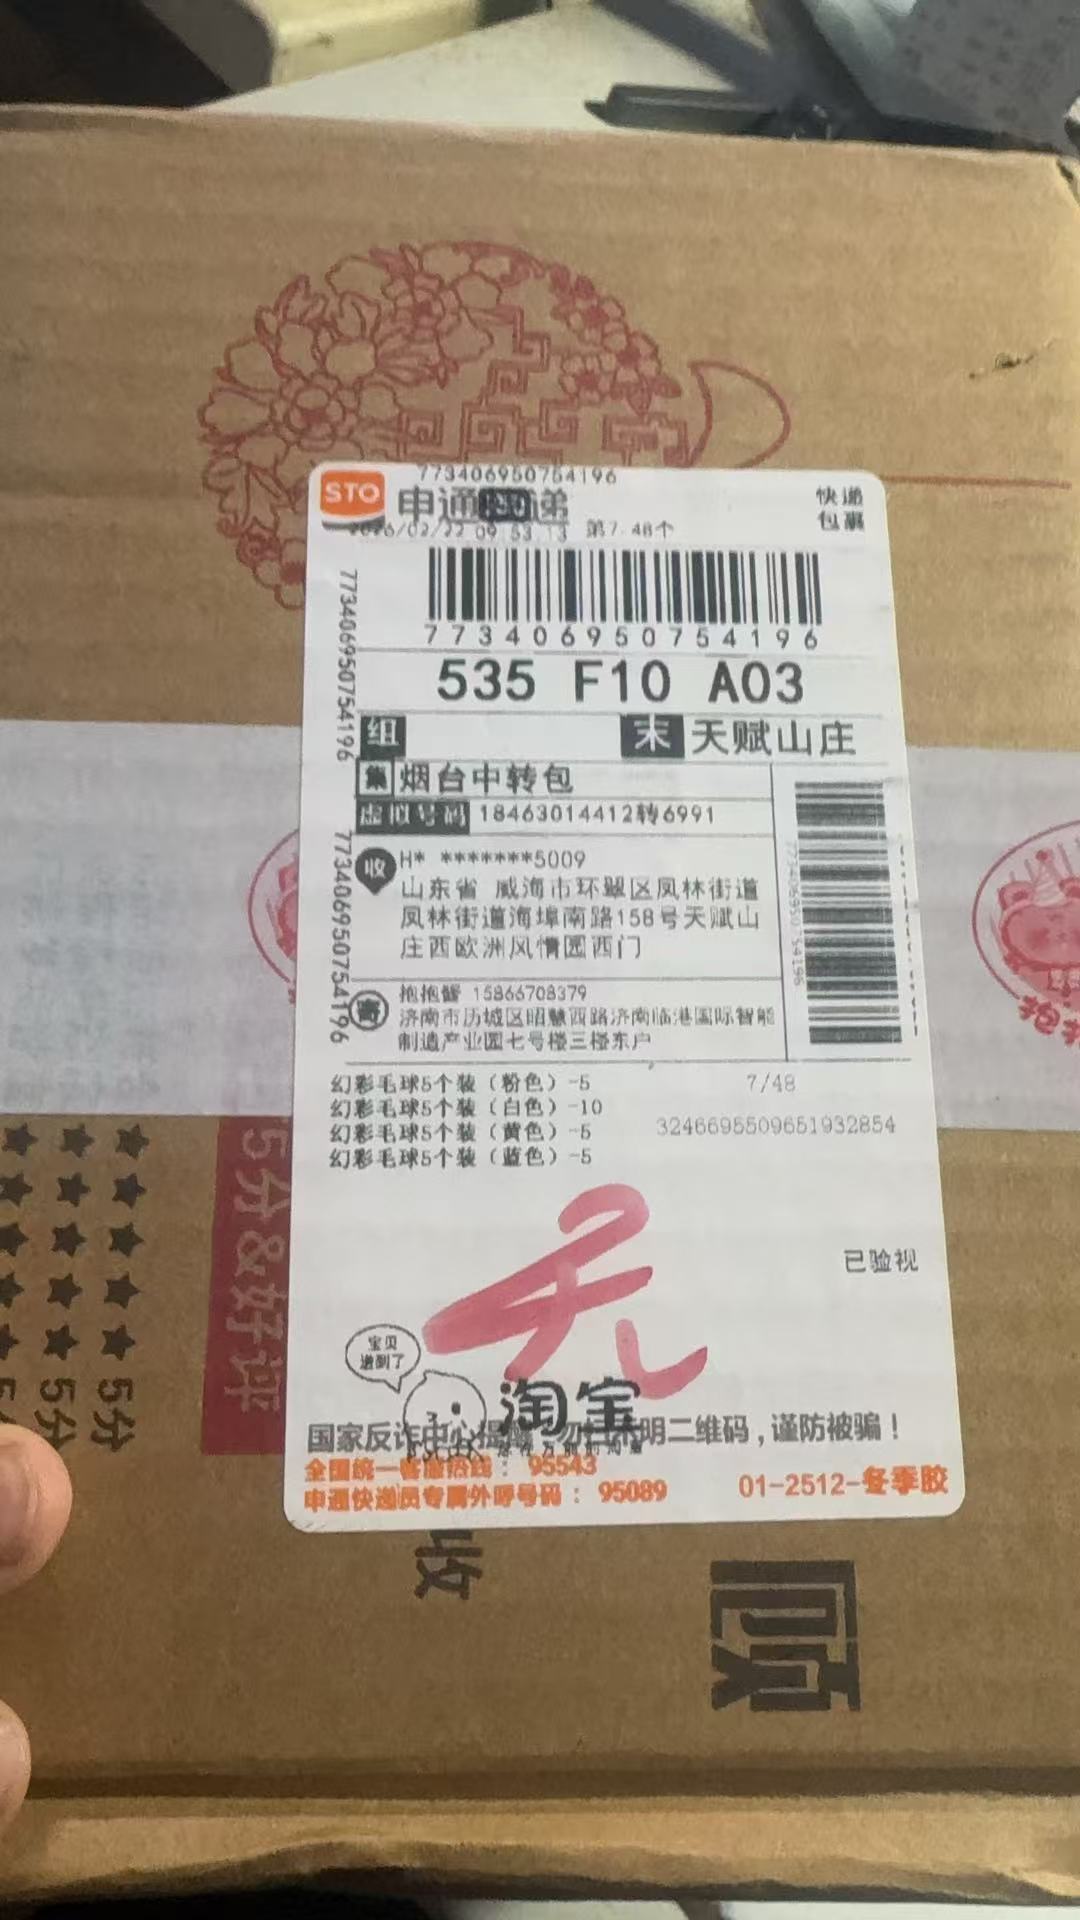 773406950754196
STO 申通快递
快递
包裹
2026/02/22 09 53 13 第7 48个
773406950754196
773406950754196
535 F10 A03
组
末 天赋山庄
集 烟台中转包
虚拟号码 18463014412转6991
收 H* *******5009
山东省 威海市环翠区凤林街道
凤林街道海埠南路158号天赋山
庄西欧洲风情园西门
773406950754196
773406950754196
寄 抱抱蟹 15866708379
济南市历城区昭慧西路济南临港国际智能
制造产业园七号楼三楼东户
幻彩毛球5个装（粉色）-5
幻彩毛球5个装（白色）-10
幻彩毛球5个装（黄色）-5
幻彩毛球5个装（蓝色）-5
7/48
3246695509651932854
已验视
宝贝
送到了
淘宝
国家反诈中心提醒：勿扫不明二维码，谨防被骗！
全国统一客服热线： 95543
申通快递员专属外呼号码： 95089
01-2512-冬季胶
5分&好评
5分
5分
收
顾